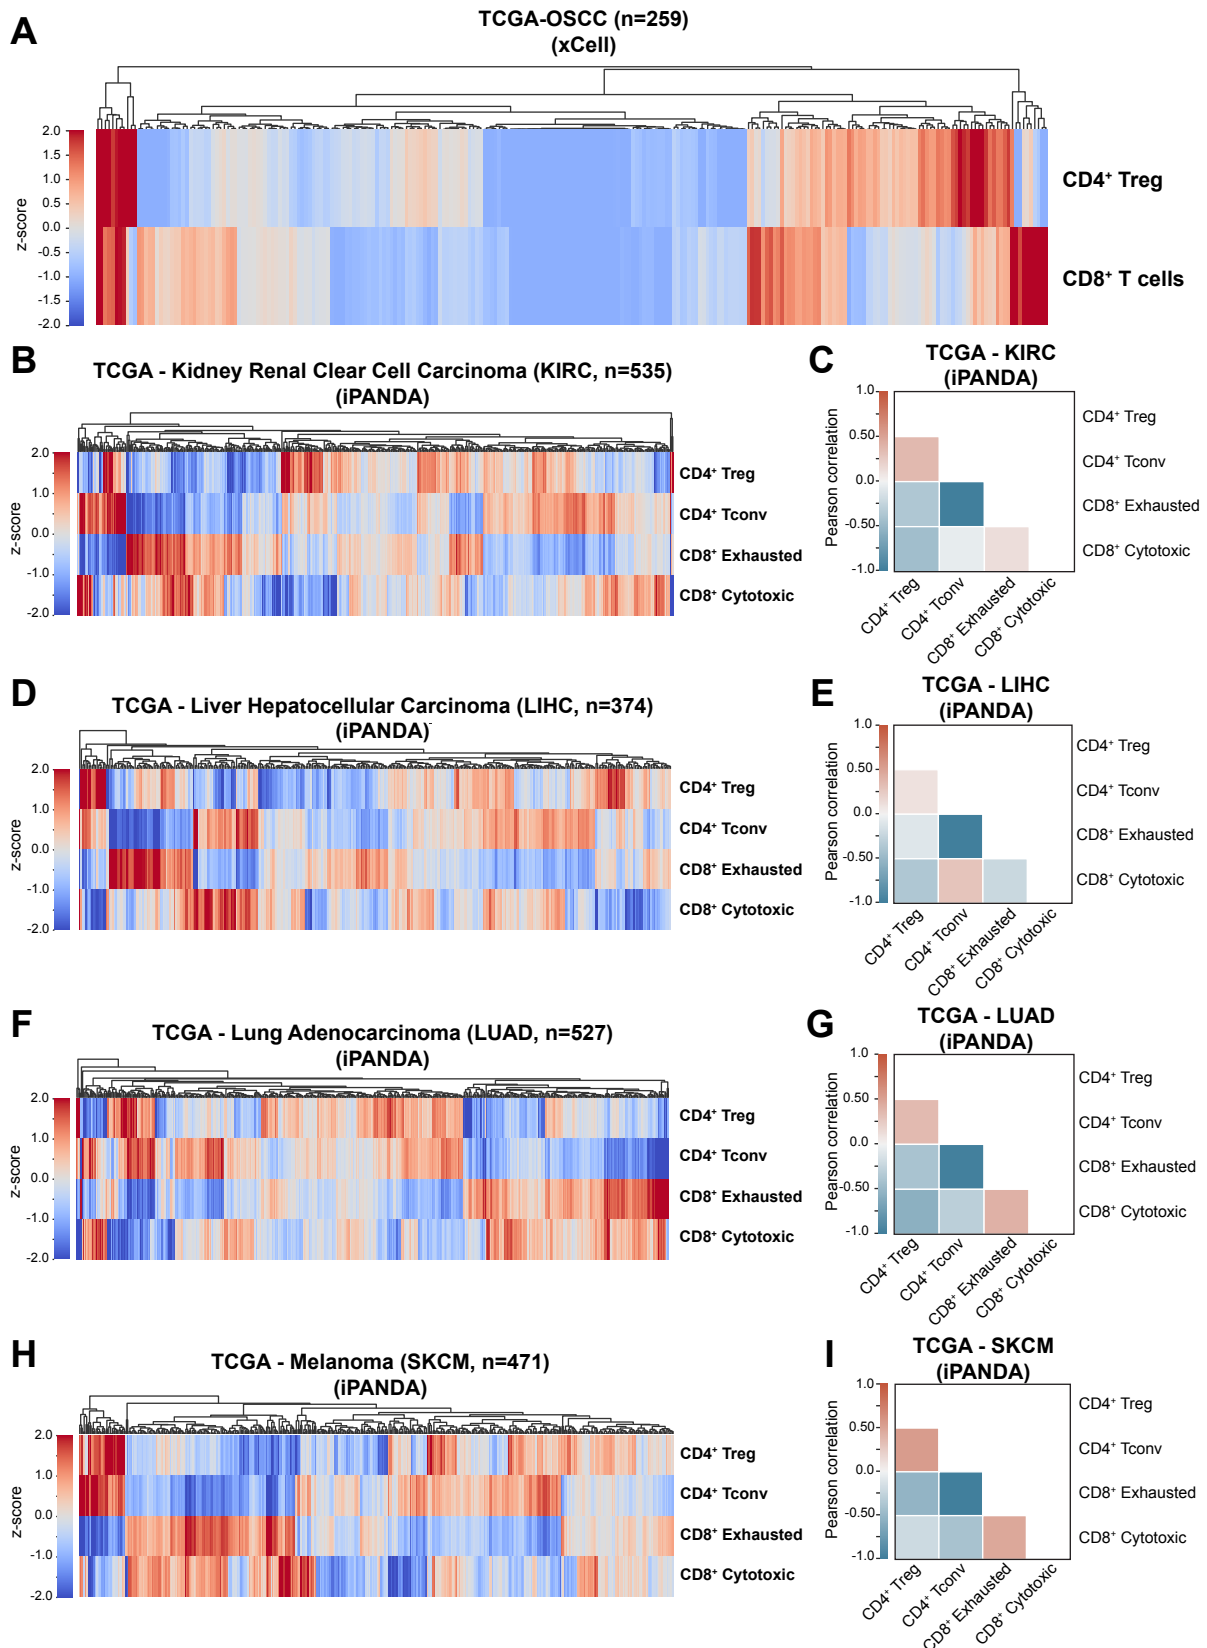 A
TCGA-OSCC (n=259)
(xCell)
2.0
1.5
1.0
0.5
0.0
-0.5
-1.0
-1.5
-2.0
z-score
CD4⁺ Treg
CD8⁺ T cells
B
TCGA - Kidney Renal Clear Cell Carcinoma (KIRC, n=535)
(iPANDA)
2.0
1.0
0.0
-1.0
-2.0
z-score
CD4⁺ Treg
CD4⁺ Tconv
CD8⁺ Exhausted
CD8⁺ Cytotoxic
C
TCGA - KIRC
(iPANDA)
1.0
0.50
0.0
-0.50
-1.0
Pearson correlation
CD4⁺ Treg
CD4⁺ Tconv
CD8⁺ Exhausted
CD8⁺ Cytotoxic
CD4⁺ Treg
CD4⁺ Tconv
CD8⁺ Exhausted
CD8⁺ Cytotoxic
D
TCGA - Liver Hepatocellular Carcinoma (LIHC, n=374)
(iPANDA)
2.0
1.0
0.0
-1.0
-2.0
z-score
CD4⁺ Treg
CD4⁺ Tconv
CD8⁺ Exhausted
CD8⁺ Cytotoxic
E
TCGA - LIHC
(iPANDA)
1.0
0.50
0.0
-0.50
-1.0
Pearson correlation
CD4⁺ Treg
CD4⁺ Tconv
CD8⁺ Exhausted
CD8⁺ Cytotoxic
CD4⁺ Treg
CD4⁺ Tconv
CD8⁺ Exhausted
CD8⁺ Cytotoxic
F
TCGA - Lung Adenocarcinoma (LUAD, n=527)
(iPANDA)
2.0
1.0
0.0
-1.0
-2.0
z-score
CD4⁺ Treg
CD4⁺ Tconv
CD8⁺ Exhausted
CD8⁺ Cytotoxic
G
TCGA - LUAD
(iPANDA)
1.0
0.50
0.0
-0.50
-1.0
Pearson correlation
CD4⁺ Treg
CD4⁺ Tconv
CD8⁺ Exhausted
CD8⁺ Cytotoxic
CD4⁺ Treg
CD4⁺ Tconv
CD8⁺ Exhausted
CD8⁺ Cytotoxic
H
TCGA - Melanoma (SKCM, n=471)
(iPANDA)
2.0
1.0
0.0
-1.0
-2.0
z-score
CD4⁺ Treg
CD4⁺ Tconv
CD8⁺ Exhausted
CD8⁺ Cytotoxic
I
TCGA - SKCM
(iPANDA)
1.0
0.50
0.0
-0.50
-1.0
Pearson correlation
CD4⁺ Treg
CD4⁺ Tconv
CD8⁺ Exhausted
CD8⁺ Cytotoxic
CD4⁺ Treg
CD4⁺ Tconv
CD8⁺ Exhausted
CD8⁺ Cytotoxic